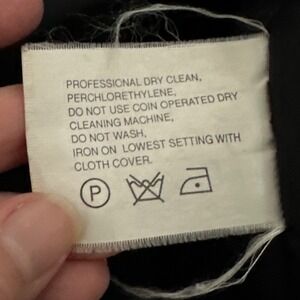 PROFESSIONAL DRY CLEAN,
PERCHLORETHYLENE,
DO NOT USE COIN OPERATED DRY
CLEANING MACHINE,
DO NOT WASH,
IRON ON LOWEST SETTING WITH
CLOTH COVER.
P